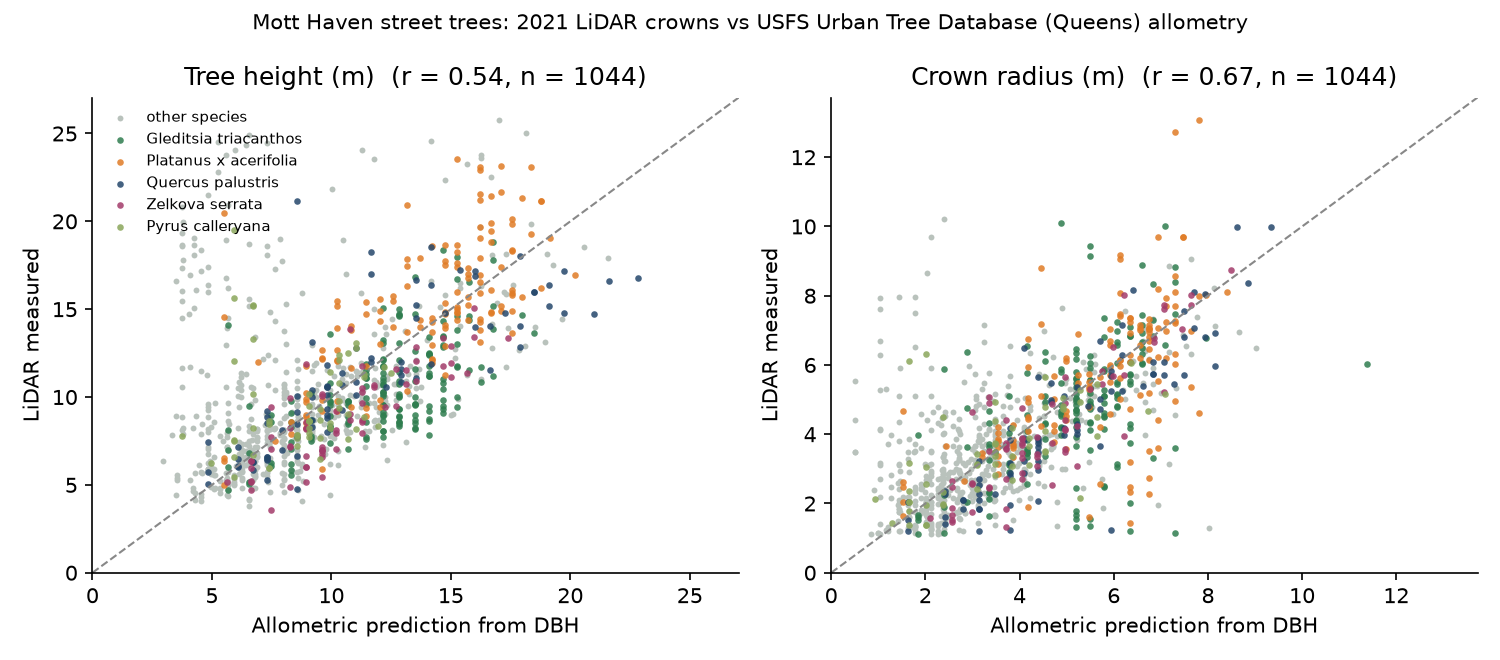 Mott Haven street trees: 2021 LiDAR crowns vs USFS Urban Tree Database (Queens) allometry
Tree height (m)  (r = 0.54, n = 1044)
other species
Gleditsia triacanthos
Platanus x acerifolia
Quercus palustris
Zelkova serrata
Pyrus calleryana
LiDAR measured
25
20
15
10
5
0
0 5 10 15 20 25
Allometric prediction from DBH
Crown radius (m)  (r = 0.67, n = 1044)
LiDAR measured
12
10
8
6
4
2
0
0 2 4 6 8 10 12
Allometric prediction from DBH